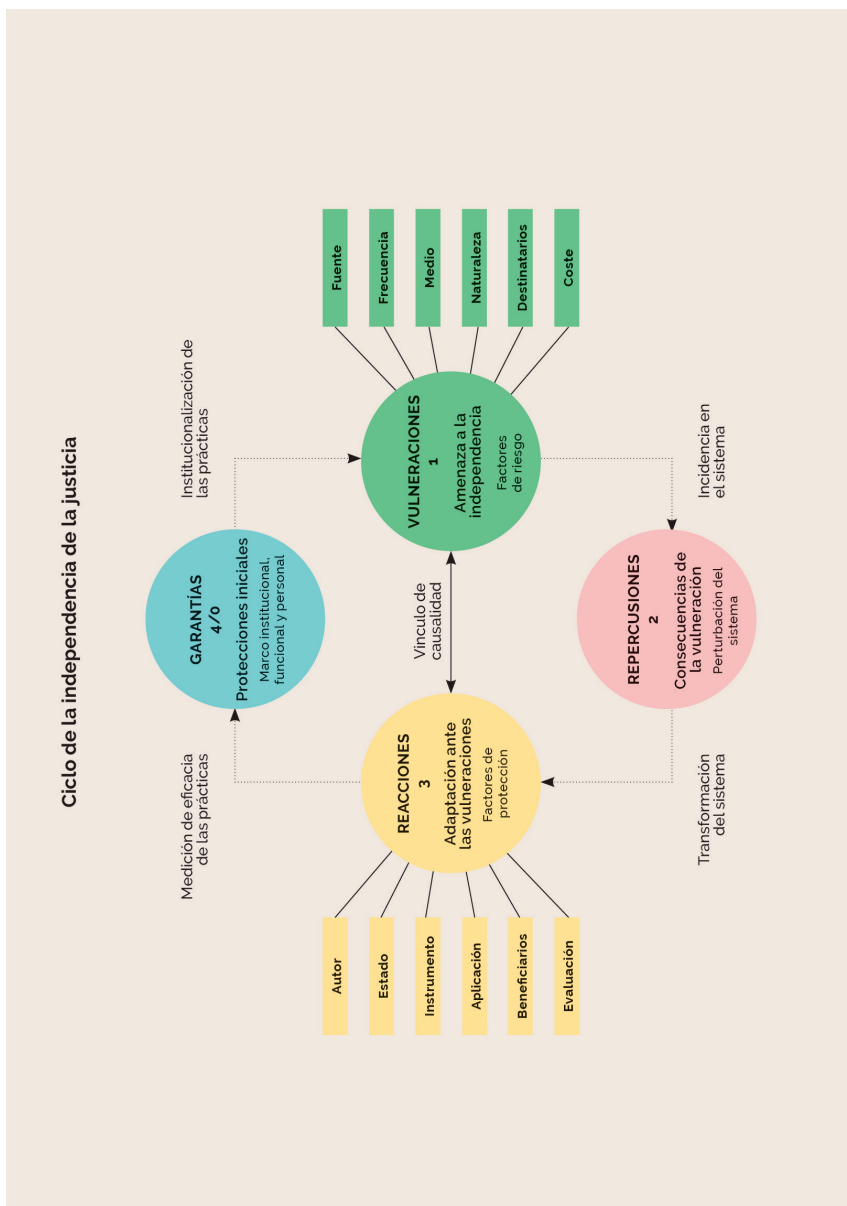 Ciclo de la independencia de la justicia
Medición de eficacia
de las prácticas
GARANTÍAS
4/0
Protecciones iniciales
Marco institucional,
funcional y personal
Institucionalización de
las prácticas
Autor
Estado
Instrumento
Aplicación
Beneficiarios
Evaluación
REACCIONES
3
Adaptación ante
las vulneraciones
Factores de
protección
Vinculo de
causalidad
VULNERACIONES
1
Amenaza a la
independencia
Factores
de riesgo
Fuente
Frecuencia
Medio
Naturaleza
Destinatarios
Coste
Transformación
del sistema
REPERCUSIONES
2
Consecuencias de
la vulneración
Perturbación del
sistema
Incidencia en
el sistema